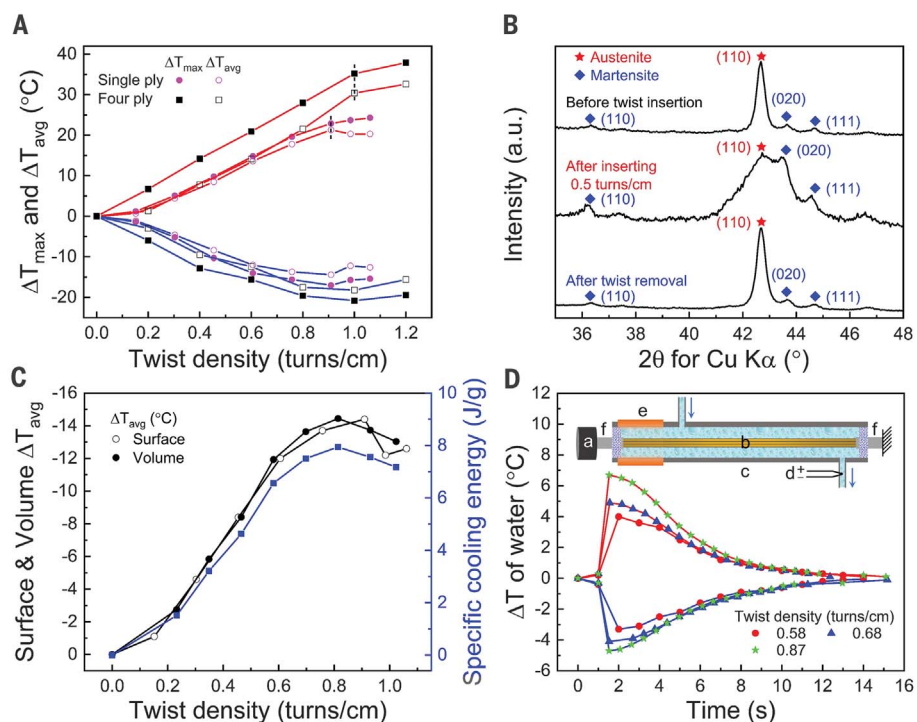 A
ΔTmax and ΔTavg (°C)
40
30
20
10
0
-10
-20
ΔTmax ΔTavg
Single ply
Four ply
0.0 0.2 0.4 0.6 0.8 1.0 1.2
Twist density (turns/cm)
B
Intensity (a.u.)
Austenite
Martensite
(110)
Before twist insertion
(110)
(020)
(111)
(110)
(020)
After inserting
0.5 turns/cm
(110)
(111)
(110)
After twist removal
(020)
(110)
(111)
36 38 40 42 44 46 48
2θ for Cu Kα (°)
C
Surface & Volume ΔTavg
-16
-14
-12
-10
-8
-6
-4
-2
0
ΔTavg (°C)
Surface
Volume
Specific cooling energy (J/g)
10
9
8
7
6
5
4
3
2
1
0
0.0 0.2 0.4 0.6 0.8 1.0
Twist density (turns/cm)
D
ΔT of water (°C)
12
10
8
6
4
2
0
-2
-4
-6
e
f
f
a
b
c
d + −
Twist density (turns/cm)
0.58 0.68
0.87
0 2 4 6 8 10 12 14 16
Time (s)